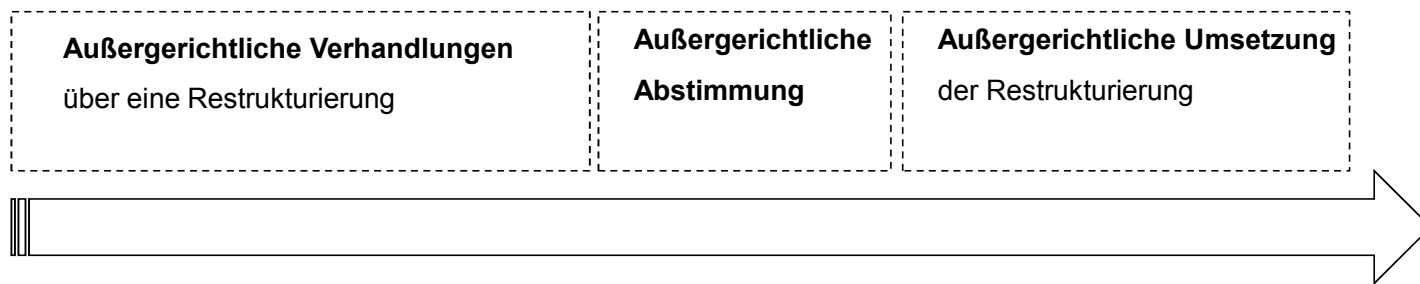 Außergerichtliche Verhandlungen
über eine Restrukturierung
Außergerichtliche
Abstimmung
Außergerichtliche Umsetzung
der Restrukturierung